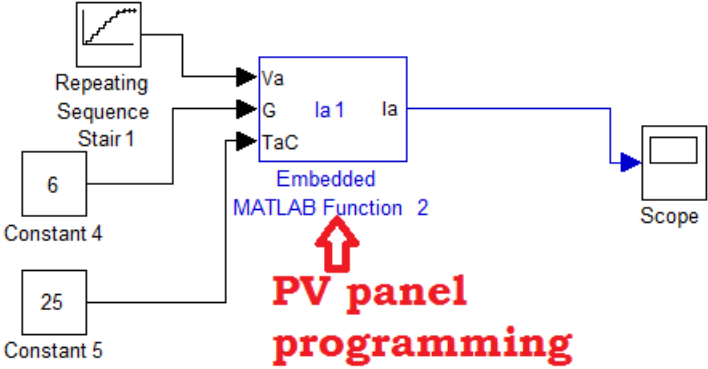 Repeating
Sequence
Stair 1
Va
G
TaC
Ia 1
Ia
Embedded
MATLAB Function 2
6
Constant 4
25
Constant 5
Scope
PV panel
programming